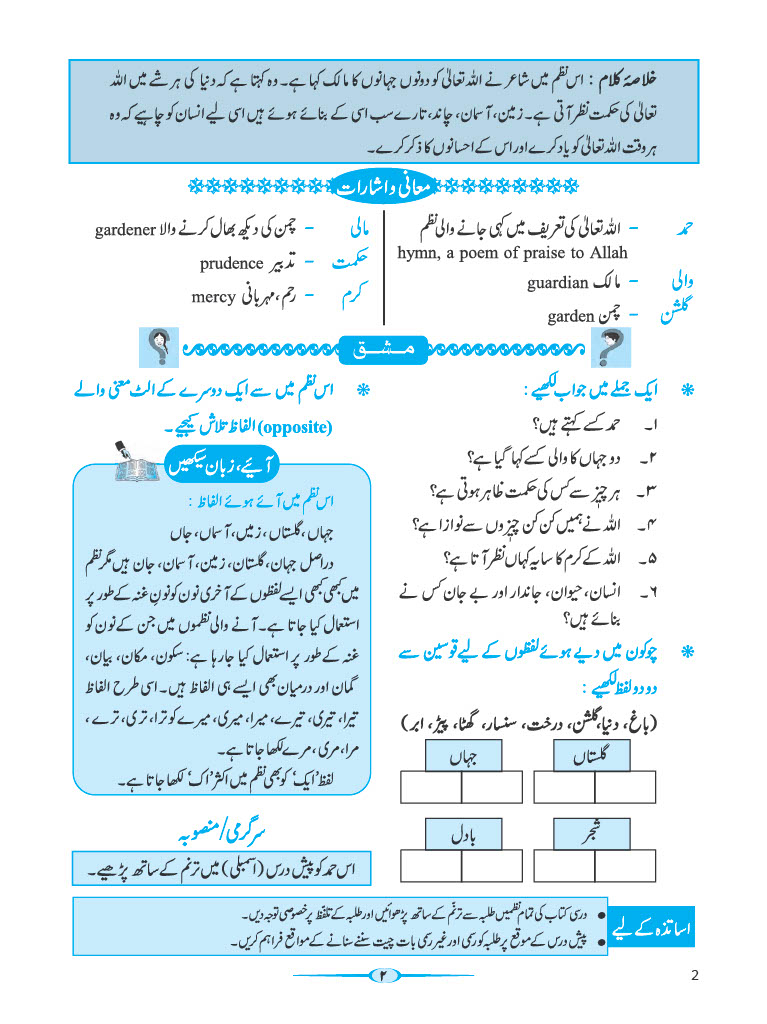 خلاصۂ کلام : اس نظم میں شاعر نے اللہ تعالیٰ کو دونوں جہانوں کا مالک کہا ہے۔ وہ کہتا ہے کہ دنیا کی ہر شے میں اللہ
تعالیٰ کی حکمت نظر آتی ہے۔ زمین، آسمان، چاند، تارے سب اسی کے بنائے ہوئے ہیں اسی لیے انسان کو چاہیے کہ وہ
ہر وقت اللہ تعالیٰ کو یاد کرے اور اس کے احسانوں کا ذکر کرے۔
معانی و اشارات
حمد – اللہ تعالیٰ کی تعریف میں کہی جانے والی نظم
hymn, a poem of praise to Allah
والی – مالک guardian
گلشن – چمن garden
مالی – چمن کی دیکھ بھال کرنے والا gardener
حکمت – تدبیر prudence
کرم – رحم، مہربانی mercy
مشق
* ایک جملے میں جواب لکھیے :
۱۔ حمد کسے کہتے ہیں؟
۲۔ دو جہاں کا والی کسے کہا گیا ہے؟
۳۔ ہر چیز سے کس کی حکمت ظاہر ہوتی ہے؟
۴۔ اللہ نے ہمیں کن کن چیزوں سے نوازا ہے؟
۵۔ اللہ کے کرم کا سایہ کہاں نظر آتا ہے؟
۶۔ انسان، حیوان، جاندار اور بے جان کس نے
بنائے ہیں؟
* چوکون میں دیے ہوئے لفظوں کے لیے قوسین سے
دو دو لفظ لکھیے :
(باغ، دنیا، گلشن، درخت، سنسار، گھٹا، پیڑ، ابر)
گلستاں
جہاں
شجر
بادل
* اس نظم میں سے ایک دوسرے کے الٹ معنی والے
(opposite) الفاظ تلاش کیجیے۔
آئیے، زبان سیکھیں
اس نظم میں آئے ہوئے الفاظ :
جہاں، گلستاں، زمیں، آسماں، جاں
دراصل جہان، گلستان، زمین، آسمان، جان ہیں مگر نظم
میں کبھی کبھی ایسے لفظوں کے آخری نون کو نونِ غنہ کے طور پر
استعمال کیا جاتا ہے۔ آنے والی نظموں میں جن کے نون کو
غنہ کے طور پر استعمال کیا جا رہا ہے: سکون، مکان، بیان،
گمان اور درمیان بھی ایسے ہی الفاظ ہیں۔ اسی طرح الفاظ
تیرا، تیری، تیرے، میرا، میری، میرے کو ترا، تری، ترے،
مرا، مری، مرے لکھا جاتا ہے۔
لفظ 'ایک' کو بھی نظم میں اکثر 'اک' لکھا جاتا ہے۔
سرگرمی/منصوبہ
اس حمد کو پیش درس (اسمبلی) میں ترنم کے ساتھ پڑھیے۔
اساتذہ کے لیے
• درسی کتاب کی تمام نظمیں طلبہ سے ترنّم کے ساتھ پڑھوائیں اور طلبہ کے تلفظ پر خصوصی توجہ دیں۔
• پیش درس کے موقع پر طلبہ کو رسمی اور غیر رسمی بات چیت سننے سنانے کے مواقع فراہم کریں۔
۲
2